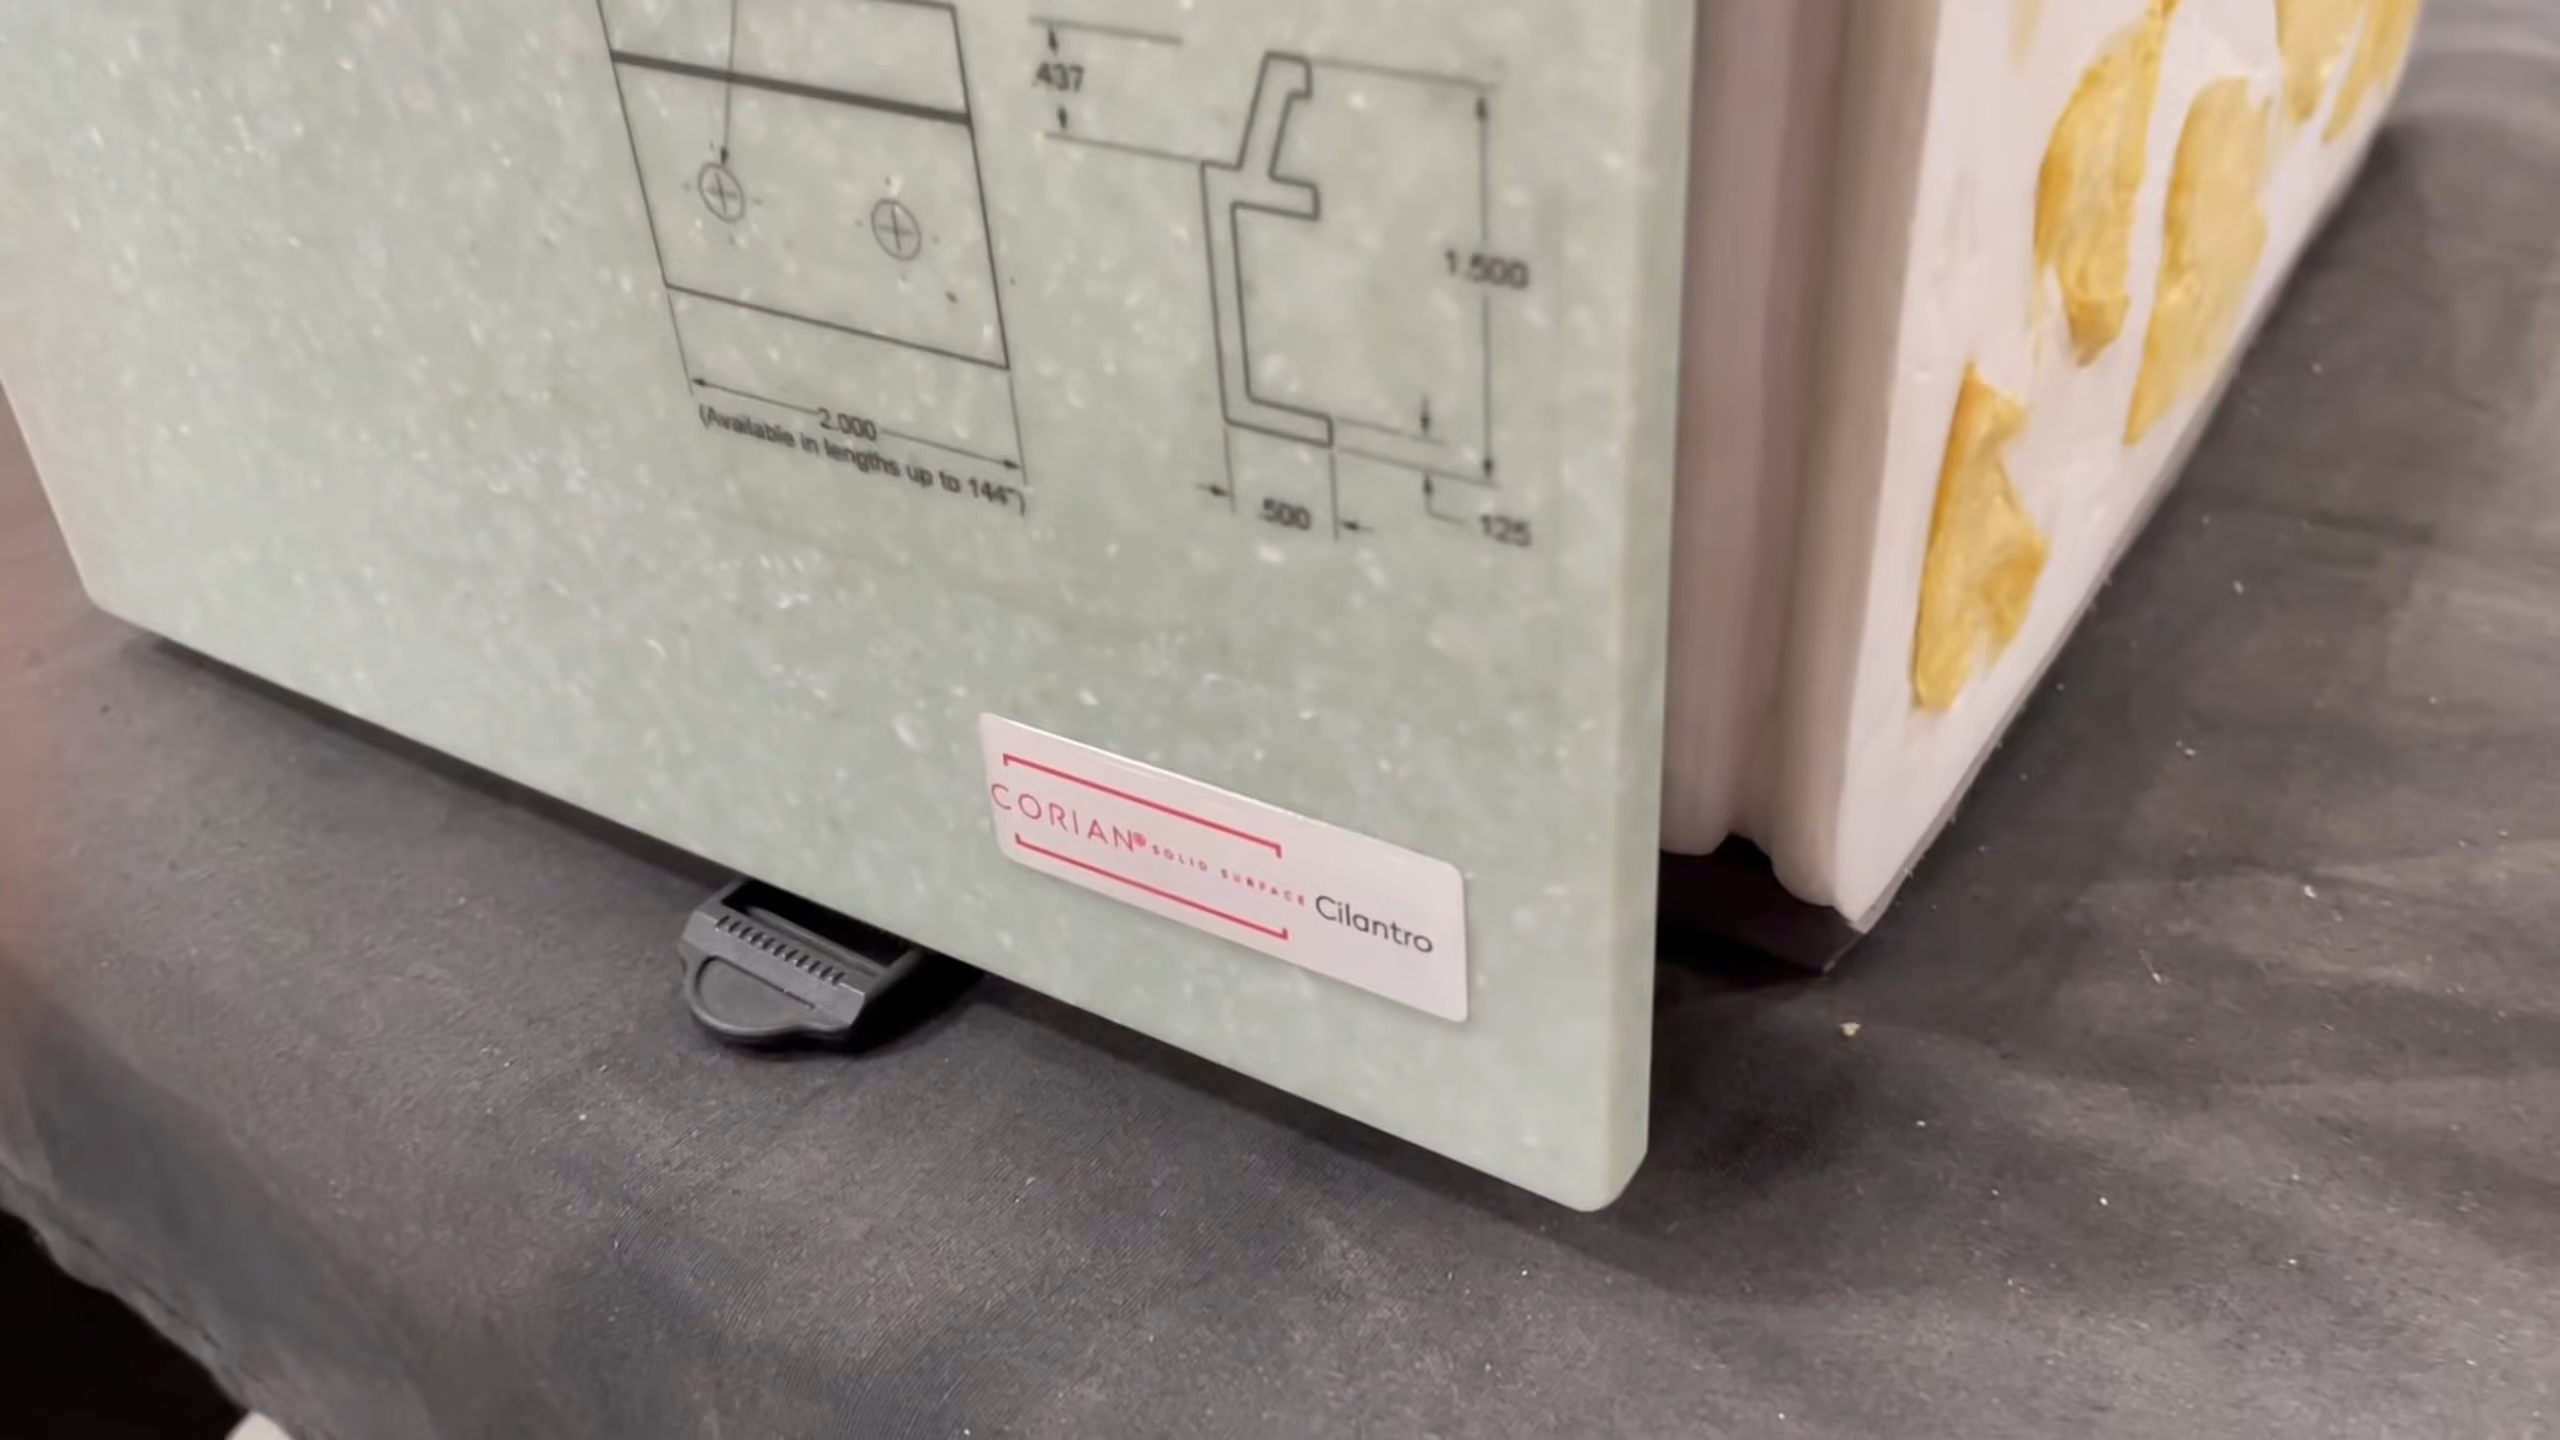 .437
1.500
2.000
(Available in lengths up to 144")
.500
.125
CORIAN® SOLID SURFACE Cilantro